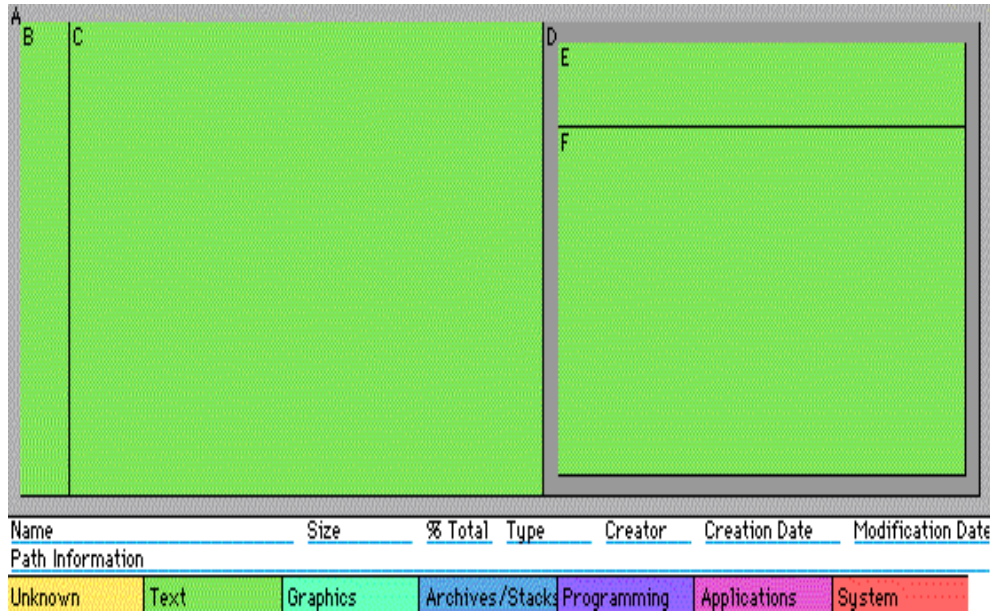 A
B C D
E
F
Name Size % Total Type Creator Creation Date Modification Date
Path Information
Unknown Text Graphics Archives/Stacks Programming Applications System